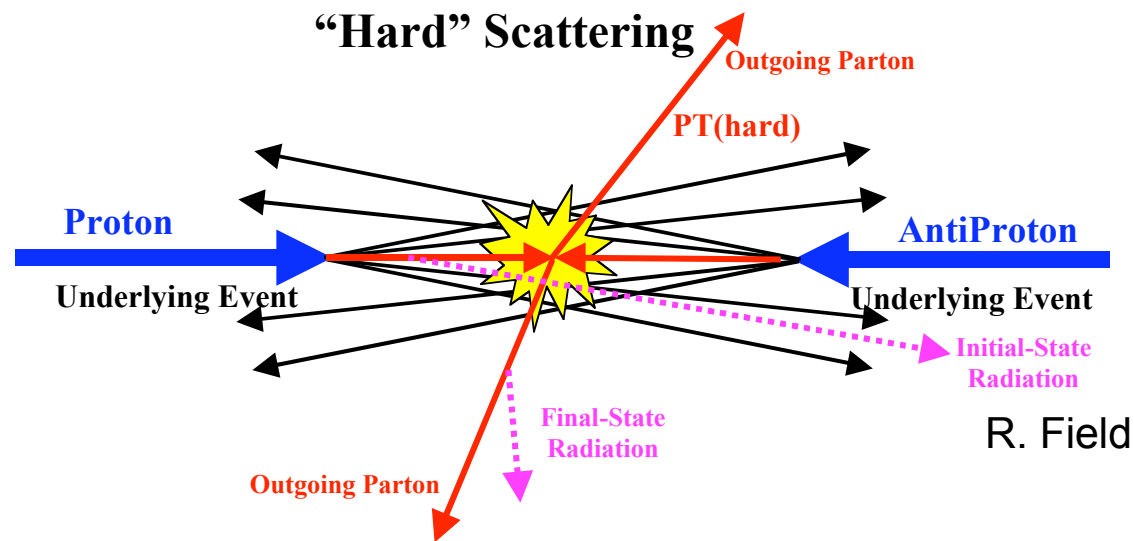 “Hard” Scattering
Outgoing Parton
PT(hard)
Proton
AntiProton
Underlying Event
Underlying Event
Initial-State
Radiation
Final-State
Radiation
R. Field
Outgoing Parton